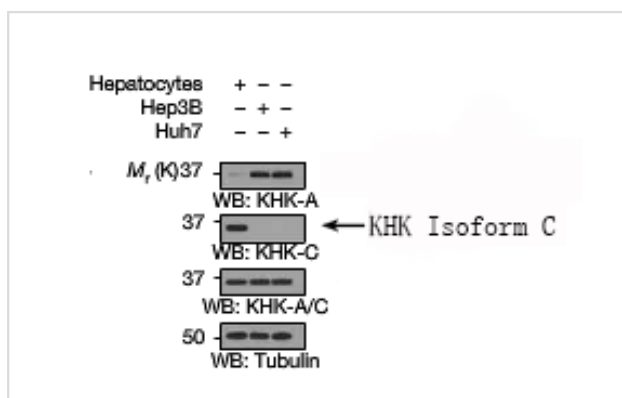 Hepatocytes + − −
Hep3B − + −
Huh7 − − +
Mr (K) 37
WB: KHK-A
37
KHK Isoform C
WB: KHK-C
37
WB: KHK-A/C
50
WB: Tubulin